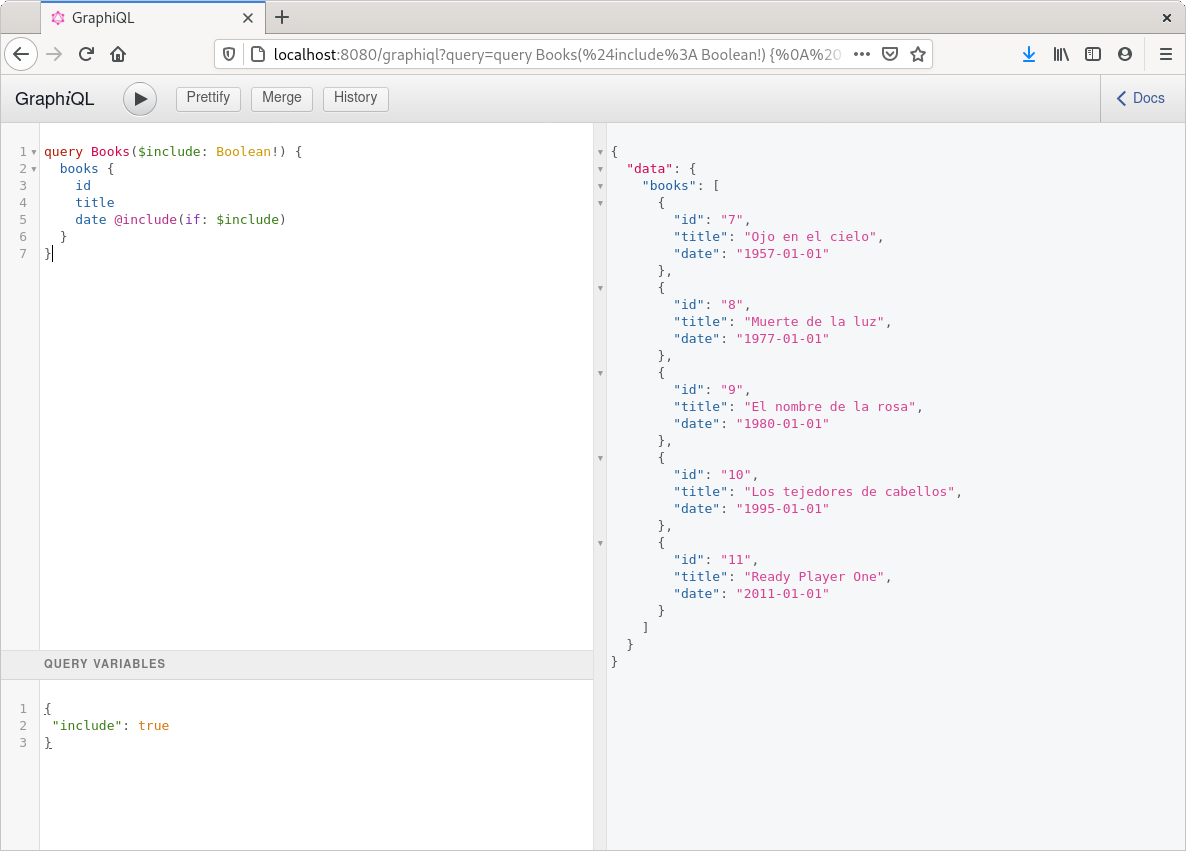 GraphiQL
localhost:8080/graphiql?query=query Books(%24include%3A Boolean!) {%0A%20
GraphiQL
Prettify
Merge
History
Docs
1 query Books($include: Boolean!) {
2   books {
3     id
4     title
5     date @include(if: $include)
6   }
7 }
QUERY VARIABLES
1 {
2  "include": true
3 }
{
  "data": {
    "books": [
      {
        "id": "7",
        "title": "Ojo en el cielo",
        "date": "1957-01-01"
      },
      {
        "id": "8",
        "title": "Muerte de la luz",
        "date": "1977-01-01"
      },
      {
        "id": "9",
        "title": "El nombre de la rosa",
        "date": "1980-01-01"
      },
      {
        "id": "10",
        "title": "Los tejedores de cabellos",
        "date": "1995-01-01"
      },
      {
        "id": "11",
        "title": "Ready Player One",
        "date": "2011-01-01"
      }
    ]
  }
}